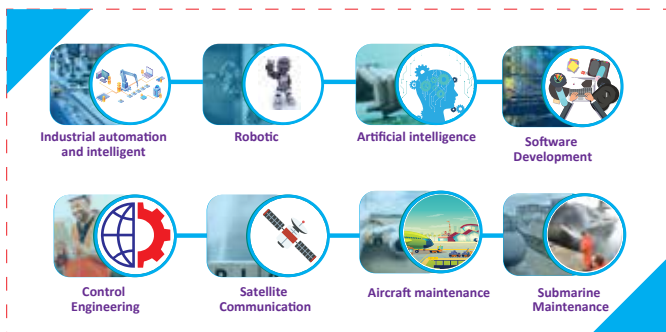 Industrial automation
and intelligent
Robotic
Artificial intelligence
Software
Development
Control
Engineering
Satellite
Communication
Aircraft maintenance
Submarine
Maintenance